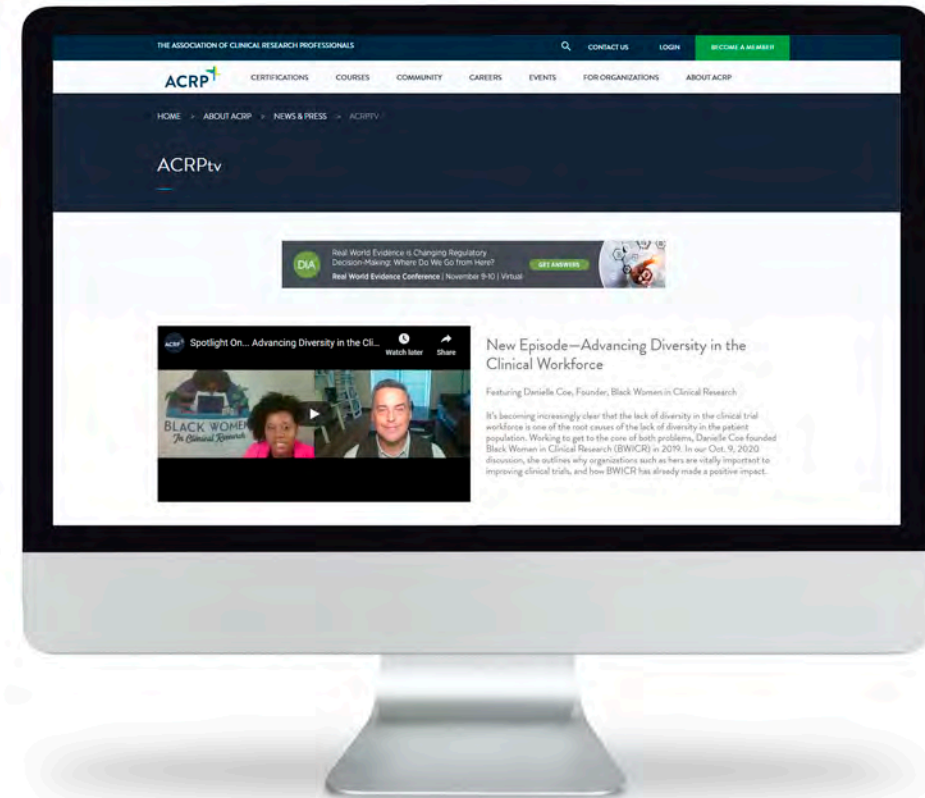 THE ASSOCIATION OF CLINICAL RESEARCH PROFESSIONALS
CONTACT US LOGIN BECOME A MEMBER
ACRP CERTIFICATIONS COURSES COMMUNITY CAREERS EVENTS FOR ORGANIZATIONS ABOUT ACRP
HOME > ABOUT ACRP > NEWS & PRESS > ACRPTV
ACRPtv
DIA
Real World Evidence is Changing Regulatory
Decision-Making: Where Do We Go from Here?
Real World Evidence Conference | November 9-10 | Virtual
GET ANSWERS
ACRP Spotlight On... Advancing Diversity in the Cli...
Watch later Share
BLACK WOMEN
In Clinical Research
New Episode—Advancing Diversity in the
Clinical Workforce
Featuring Danielle Coe, Founder, Black Women in Clinical Research
It's becoming increasingly clear that the lack of diversity in the clinical trial
workforce is one of the root causes of the lack of diversity in the patient
population. Working to get to the core of both problems, Danielle Coe founded
Black Women in Clinical Research (BWICR) in 2019. In our Oct. 9, 2020
discussion, she outlines why organizations such as hers are vitally important to
improving clinical trials, and how BWICR has already made a positive impact.